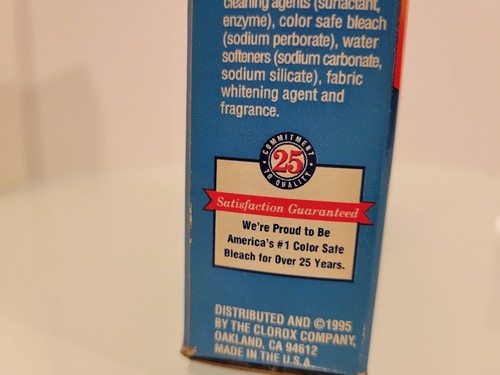 cleaning agents (surfactant,
enzyme), color safe bleach
(sodium perborate), water
softeners (sodium carbonate,
sodium silicate), fabric
whitening agent and
fragrance.
COMMITMENT
25
TO QUALITY
Satisfaction Guaranteed
We're Proud to Be
America's #1 Color Safe
Bleach for Over 25 Years.
DISTRIBUTED AND ©1995
BY THE CLOROX COMPANY,
OAKLAND, CA 94612
MADE IN THE U.S.A.